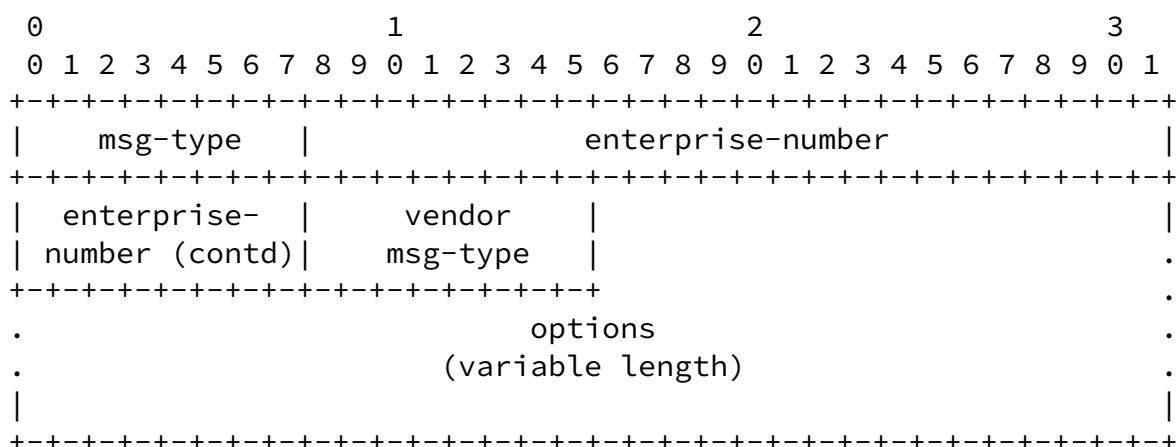 0                   1                   2                   3
 0 1 2 3 4 5 6 7 8 9 0 1 2 3 4 5 6 7 8 9 0 1 2 3 4 5 6 7 8 9 0 1
+-+-+-+-+-+-+-+-+-+-+-+-+-+-+-+-+-+-+-+-+-+-+-+-+-+-+-+-+-+-+-+-+
|    msg-type   |               enterprise-number               |
+-+-+-+-+-+-+-+-+-+-+-+-+-+-+-+-+-+-+-+-+-+-+-+-+-+-+-+-+-+-+-+-+
|  enterprise-  |     vendor    |                               |
| number (contd)|    msg-type   |                               .
+-+-+-+-+-+-+-+-+-+-+-+-+-+-+-+-+                               .
.                            options                            .
.                       (variable length)                       .
|                                                               |
+-+-+-+-+-+-+-+-+-+-+-+-+-+-+-+-+-+-+-+-+-+-+-+-+-+-+-+-+-+-+-+-+